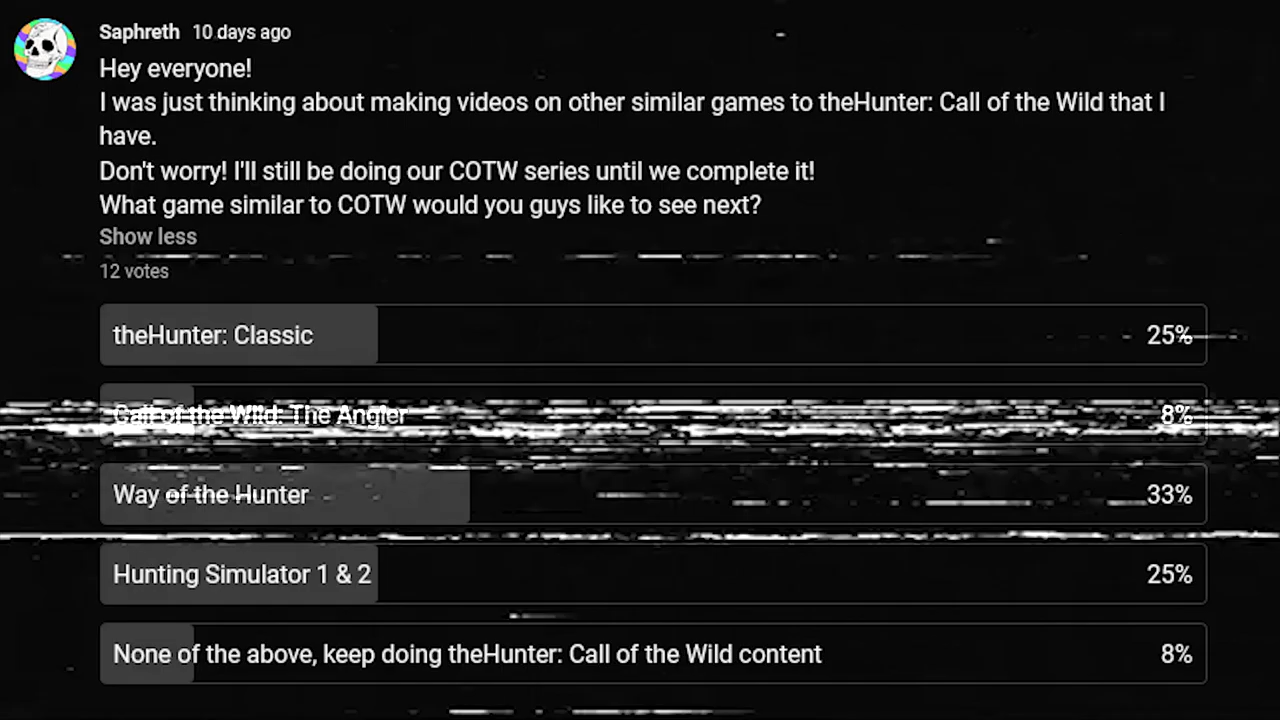 Saphreth 10 days ago
Hey everyone!
I was just thinking about making videos on other similar games to theHunter: Call of the Wild that I
have.
Don't worry! I'll still be doing our COTW series until we complete it!
What game similar to COTW would you guys like to see next?
Show less
12 votes
theHunter: Classic 25%
Call of the Wild: The Angler 8%
Way of the Hunter 33%
Hunting Simulator 1 & 2 25%
None of the above, keep doing theHunter: Call of the Wild content 8%